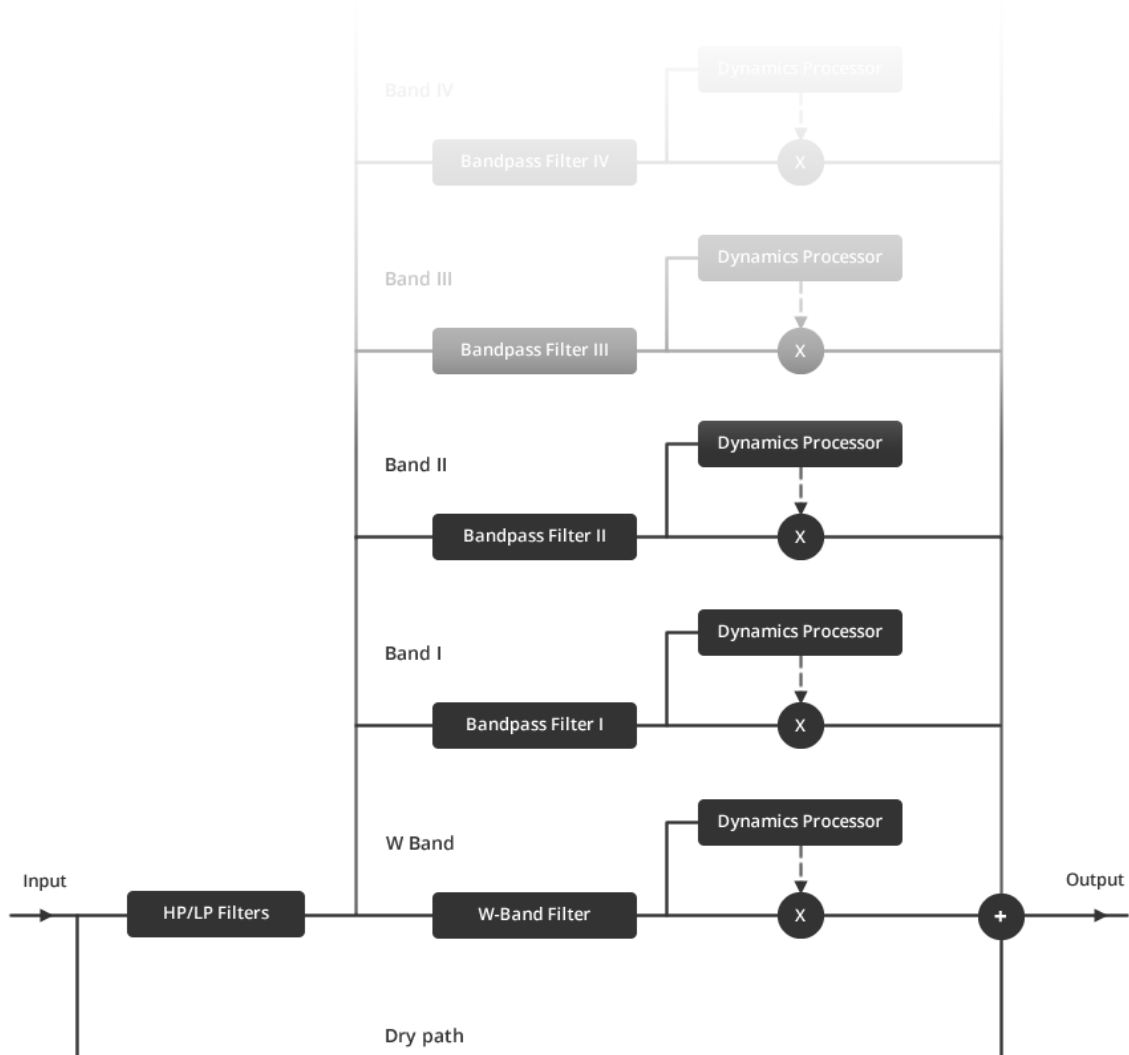 Dynamics Processor
Band IV
Bandpass Filter IV
X
Dynamics Processor
Band III
Bandpass Filter III
X
Dynamics Processor
Band II
Bandpass Filter II
X
Dynamics Processor
Band I
Bandpass Filter I
X
Dynamics Processor
W Band
Input
Output
HP/LP Filters
W-Band Filter
X
+
Dry path